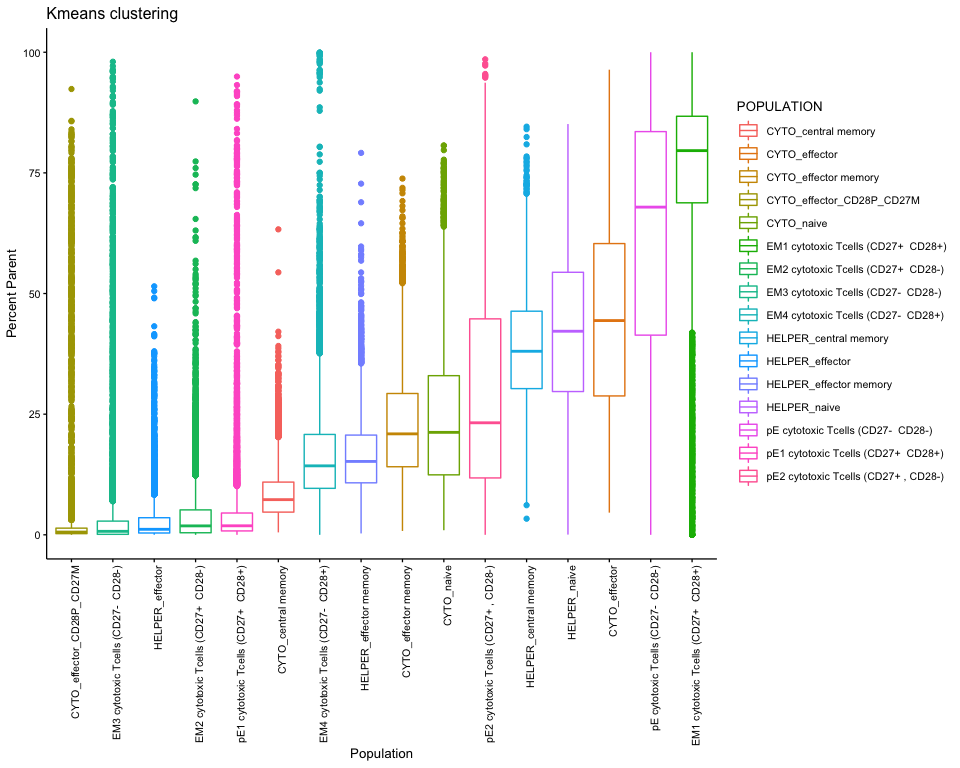 Kmeans clustering
100
75
50
25
0
Percent Parent
CYTO_effector_CD28P_CD27M
EM3 cytotoxic Tcells (CD27-  CD28-)
HELPER_effector
EM2 cytotoxic Tcells (CD27+  CD28-)
pE1 cytotoxic Tcells (CD27+  CD28+)
CYTO_central memory
EM4 cytotoxic Tcells (CD27-  CD28+)
HELPER_effector memory
CYTO_effector memory
CYTO_naive
pE2 cytotoxic Tcells (CD27+ , CD28-)
HELPER_central memory
HELPER_naive
CYTO_effector
pE cytotoxic Tcells (CD27-  CD28-)
EM1 cytotoxic Tcells (CD27+  CD28+)
Population
POPULATION
CYTO_central memory
CYTO_effector
CYTO_effector memory
CYTO_effector_CD28P_CD27M
CYTO_naive
EM1 cytotoxic Tcells (CD27+  CD28+)
EM2 cytotoxic Tcells (CD27+  CD28-)
EM3 cytotoxic Tcells (CD27-  CD28-)
EM4 cytotoxic Tcells (CD27-  CD28+)
HELPER_central memory
HELPER_effector
HELPER_effector memory
HELPER_naive
pE cytotoxic Tcells (CD27-  CD28-)
pE1 cytotoxic Tcells (CD27+  CD28+)
pE2 cytotoxic Tcells (CD27+ , CD28-)